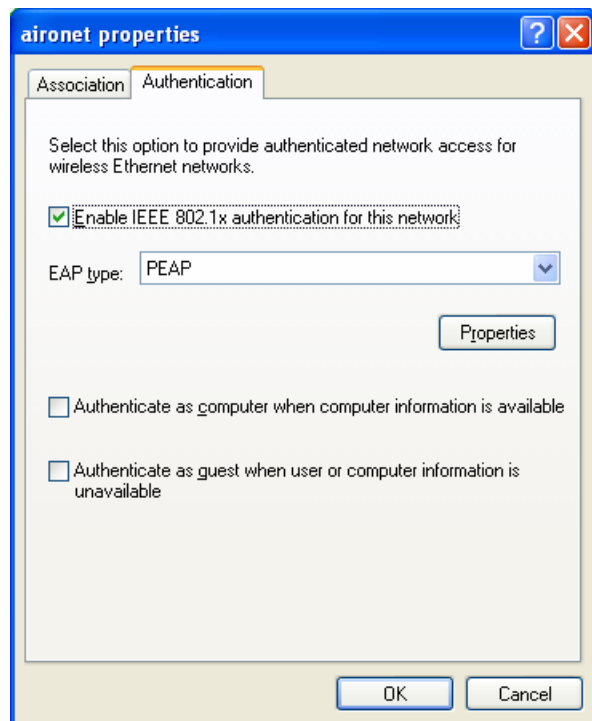 aironet properties
Association
Authentication
Select this option to provide authenticated network access for
wireless Ethernet networks.
Enable IEEE 802.1x authentication for this network
EAP type:
PEAP
Properties
Authenticate as computer when computer information is available
Authenticate as guest when user or computer information is
unavailable
OK
Cancel